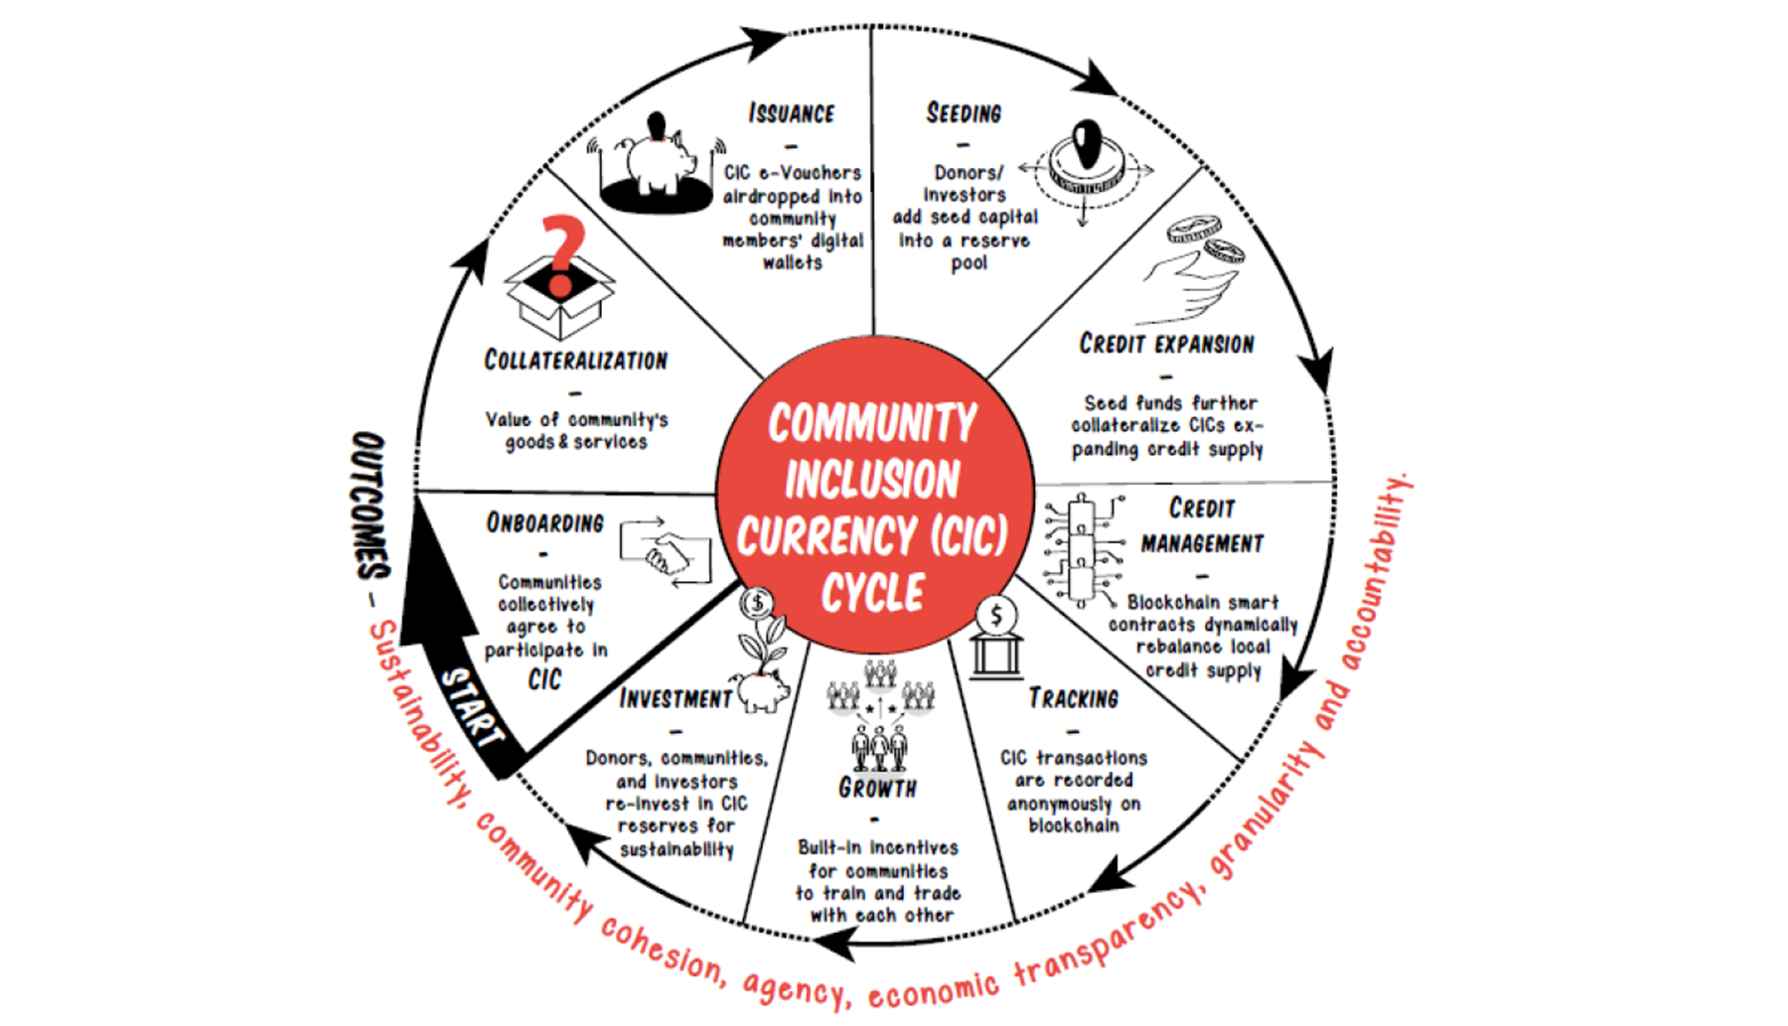 COMMUNITY
INCLUSION
CURRENCY (CIC)
CYCLE
START
ONBOARDING
-
Communities
collectively
agree to
participate in
CIC
COLLATERALIZATION
-
Value of community's
goods & services
ISSUANCE
-
CIC e-Vouchers
airdropped into
community
members' digital
wallets
SEEDING
-
Donors/
investors
add seed capital
into a reserve
pool
CREDIT EXPANSION
-
Seed funds further
collateralize CICs ex-
panding credit supply
CREDIT
MANAGEMENT
-
Blockchain smart
contracts dynamically
rebalance local
credit supply
$
TRACKING
-
CIC transactions
are recorded
anonymously on
blockchain
GROWTH
-
Built-in incentives
for communities
to train and trade
with each other
$
INVESTMENT
-
Donors, communities,
and investors
re-invest in CIC
reserves for
sustainability
?
OUTCOMES - Sustainability, community cohesion, agency, economic transparency, granularity and accountability.